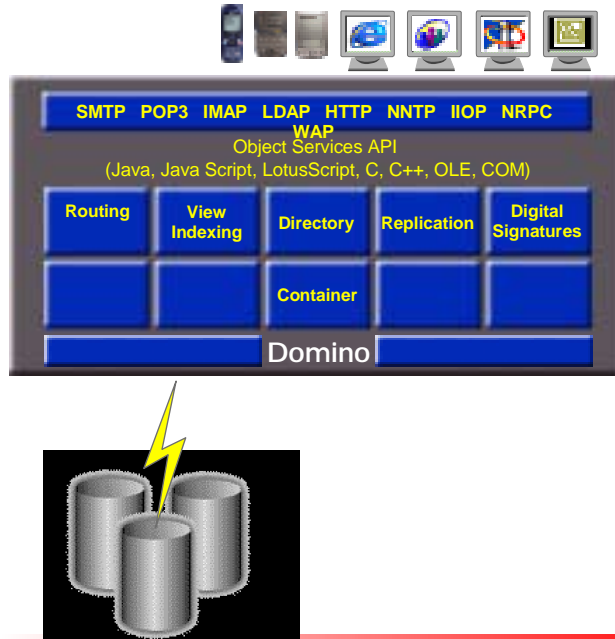 SMTP POP3 IMAP LDAP HTTP NNTP IIOP NRPC
WAP
Object Services API
(Java, Java Script, LotusScript, C, C++, OLE, COM)
Routing
View
Indexing
Directory
Replication
Digital
Signatures
Container
Domino